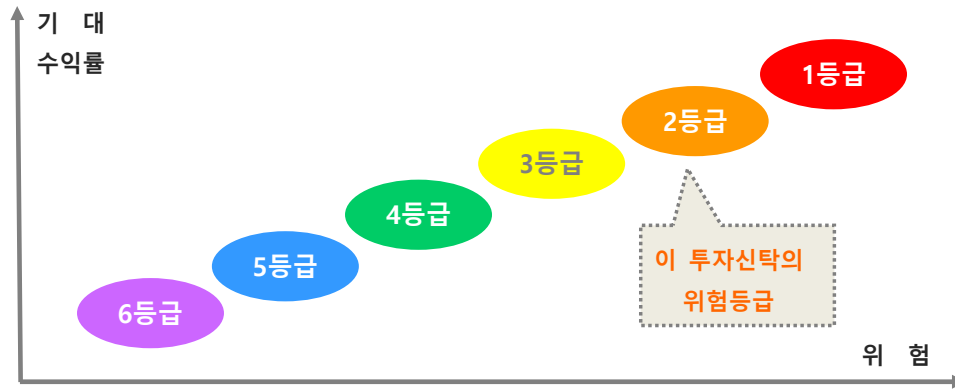 기 대
수익률
1등급
2등급
3등급
4등급
5등급
6등급
이 투자신탁의
위험등급
위 험